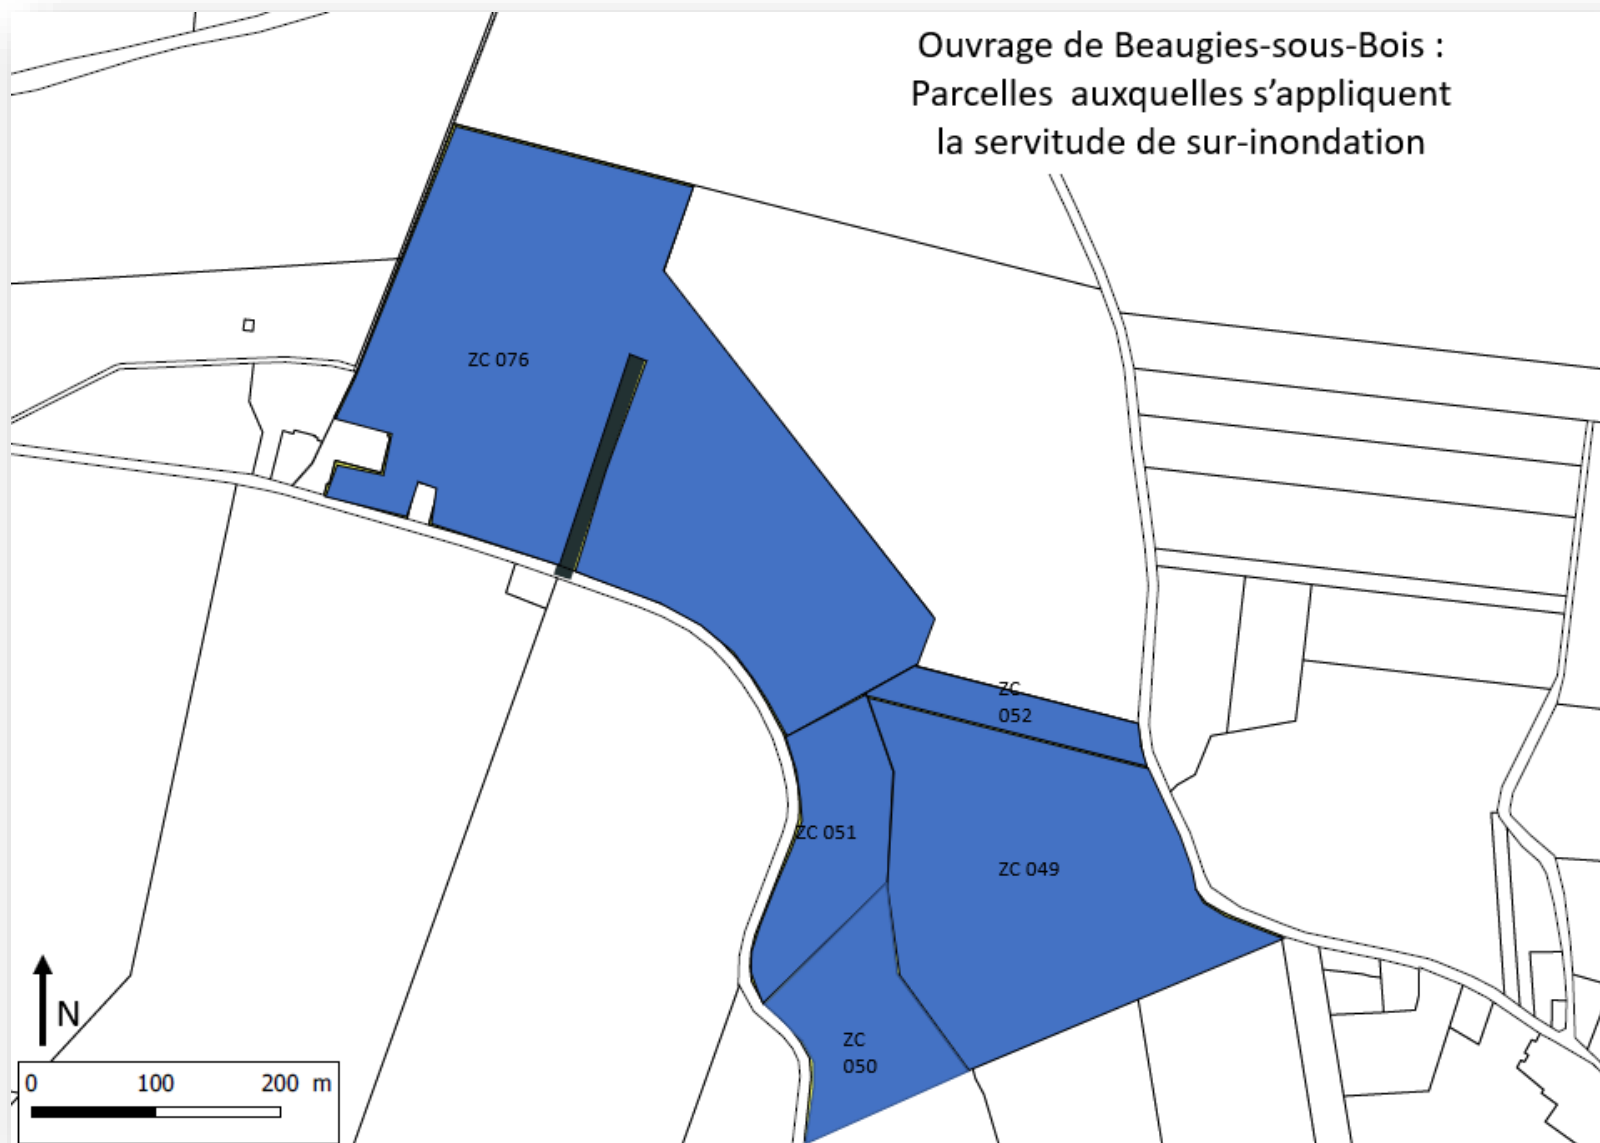 Ouvrage de Beaugies-sous-Bois :
Parcelles auxquelles s’appliquent
la servitude de sur-inondation
ZC 076
ZC
052
ZC 051
ZC 049
ZC
050
N
0 100 200 m